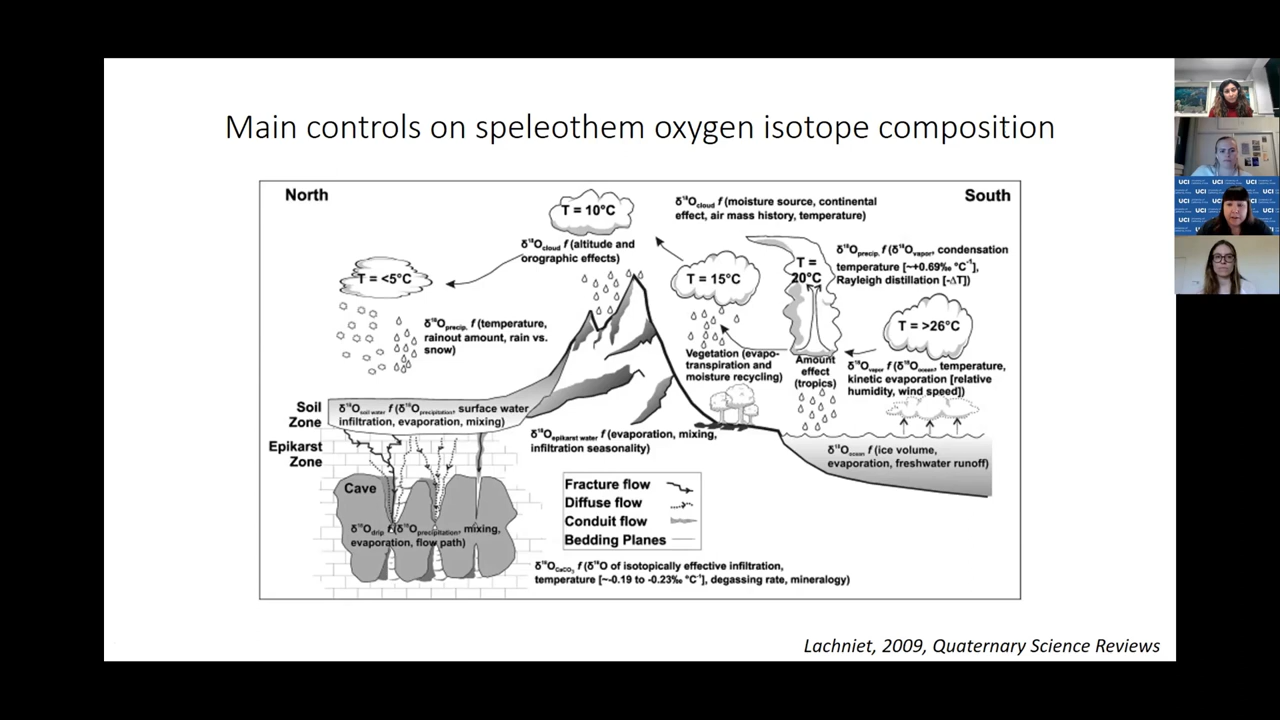 Main controls on speleothem oxygen isotope composition
North
South
T = 10°C
δ¹⁸Ocloud f (moisture source, continental
effect, air mass history, temperature)
δ¹⁸Ocloud f (altitude and
orographic effects)
T = <5°C
T = 15°C
T =
20°C
δ¹⁸Oprecip. f (δ¹⁸Ovapor, condensation
temperature [~+0.69‰ °C⁻¹],
Rayleigh distillation [-ΔT])
T = >26°C
δ¹⁸Oprecip. f (temperature,
rainout amount, rain vs.
snow)
Vegetation (evapo-
transpiration and
moisture recycling)
Amount
effect
(tropics)
δ¹⁸Ovapor f (δ¹⁸Oocean, temperature,
kinetic evaporation [relative
humidity, wind speed])
Soil
Zone
δ¹⁸Osoil water f (δ¹⁸Oprecipitation, surface water
infiltration, evaporation, mixing)
Epikarst
Zone
δ¹⁸Oepikarst water f (evaporation, mixing,
infiltration seasonality)
δ¹⁸Oocean f (ice volume,
evaporation, freshwater runoff)
Cave
δ¹⁸Odrip f (δ¹⁸Oprecipitation, mixing,
evaporation, flow path)
Fracture flow
Diffuse flow
Conduit flow
Bedding Planes
δ¹⁸OCaCO₃ f (δ¹⁸O of isotopically effective infiltration,
temperature [~-0.19 to -0.23‰ °C⁻¹], degassing rate, mineralogy)
Lachniet, 2009, Quaternary Science Reviews
UCI
UCI
UCI
UCI
UCI
UCI